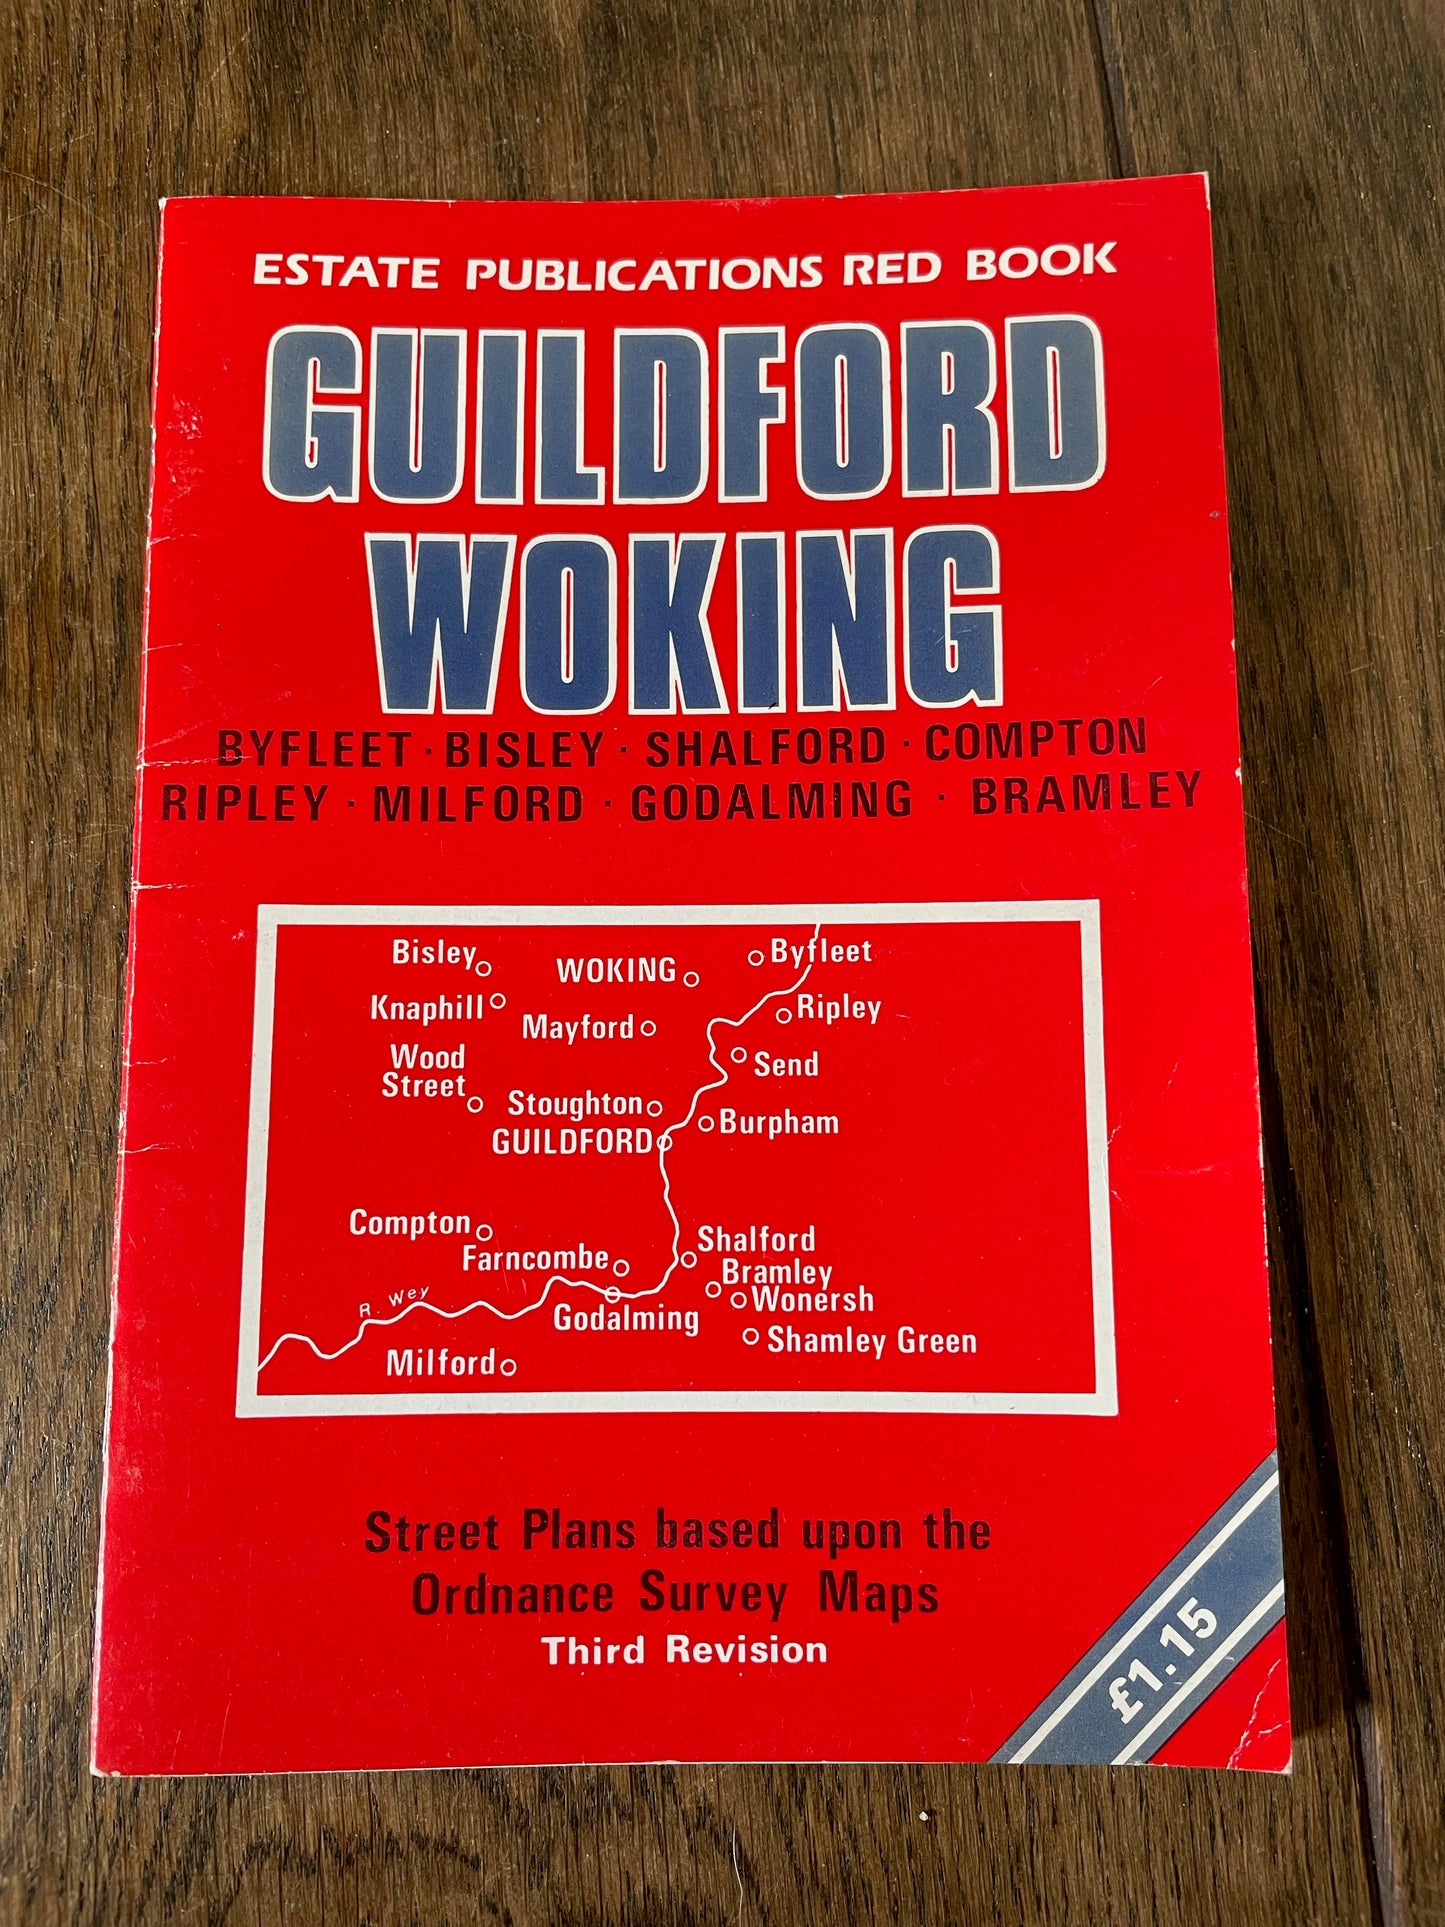 ESTATE PUBLICATIONS RED BOOK
GUILDFORD
WOKING
BYFLEET · BISLEY · SHALFORD · COMPTON
RIPLEY · MILFORD · GODALMING · BRAMLEY
Bisley
WOKING
Byfleet
Knaphill
Mayford
Ripley
Wood
Street
Send
Stoughton
GUILDFORD
Burpham
Compton
Farncombe
Shalford
Bramley
Wonersh
R. Wey
Godalming
Shamley Green
Milford
Street Plans based upon the
Ordnance Survey Maps
Third Revision
£1.15